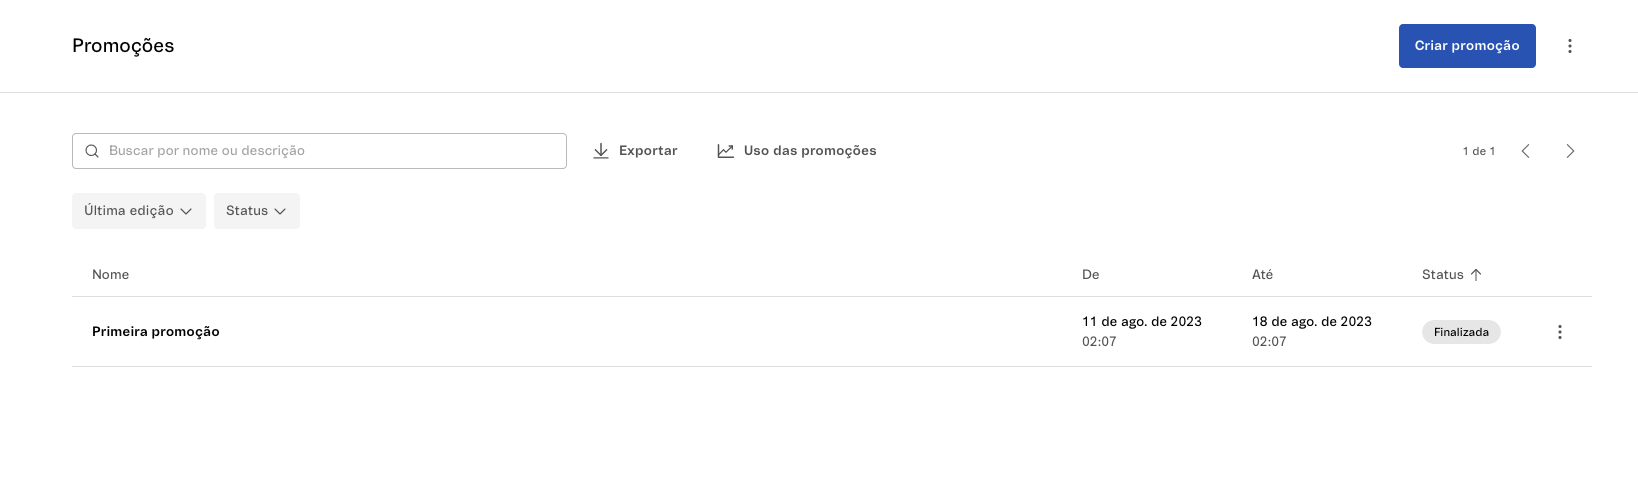 Promoções
Criar promoção
Buscar por nome ou descrição
Exportar
Uso das promoções
1 de 1
Última edição
Status
Nome
De
Até
Status
Primeira promoção
11 de ago. de 2023
02:07
18 de ago. de 2023
02:07
Finalizada